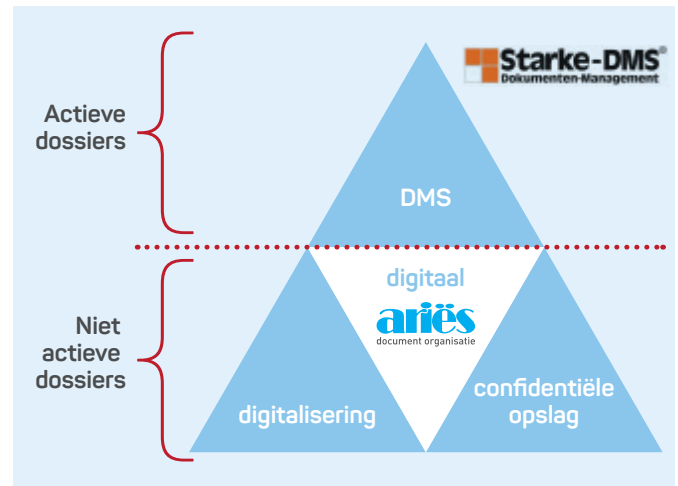 Starke-DMS®
Dokumenten-Management
Actieve
dossiers
DMS
digitaal
ariës
document organisatie
Niet
actieve
dossiers
digitalisering
confidentiële
opslag